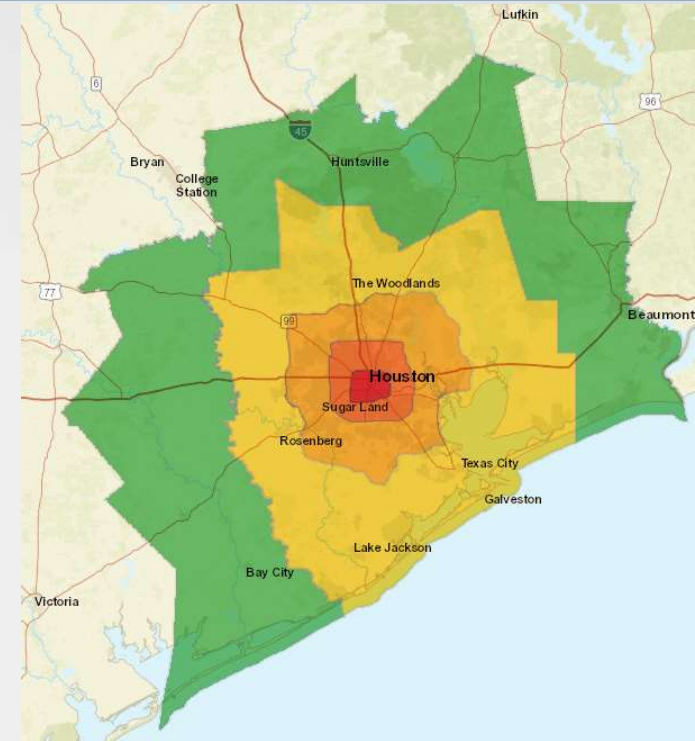 Lufkin
6
96
45
Bryan
Huntsville
College
Station
The Woodlands
77
99
Beaumont
Houston
Sugar Land
Rosenberg
Texas City
Galveston
Lake Jackson
Bay City
Victoria